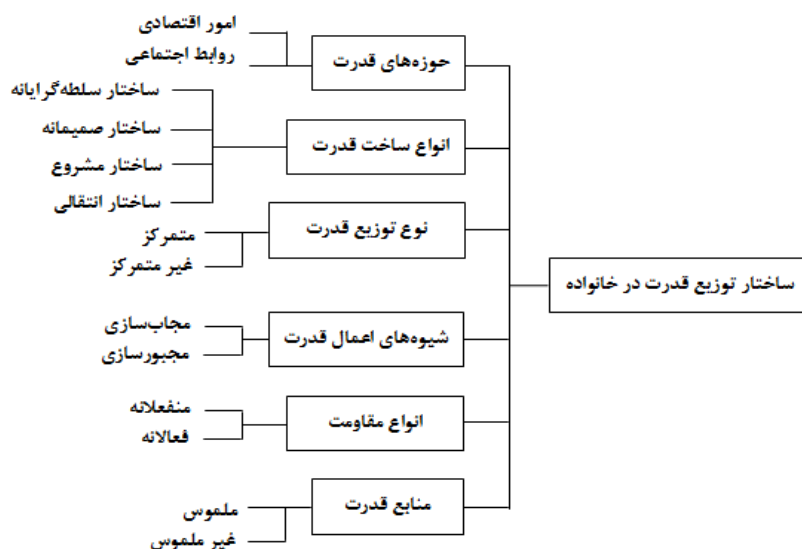 ساختار توزیع قدرت در خانواده
حوزه‌های قدرت
امور اقتصادی
روابط اجتماعی
انواع ساخت قدرت
ساختار سلطه‌گرایانه
ساختار صمیمانه
ساختار مشروع
ساختار انتقالی
نوع توزیع قدرت
متمرکز
غیر متمرکز
شیوه‌های اعمال قدرت
مجاب‌سازی
مجبورسازی
انواع مقاومت
منفعلانه
فعالانه
منابع قدرت
ملموس
غیر ملموس